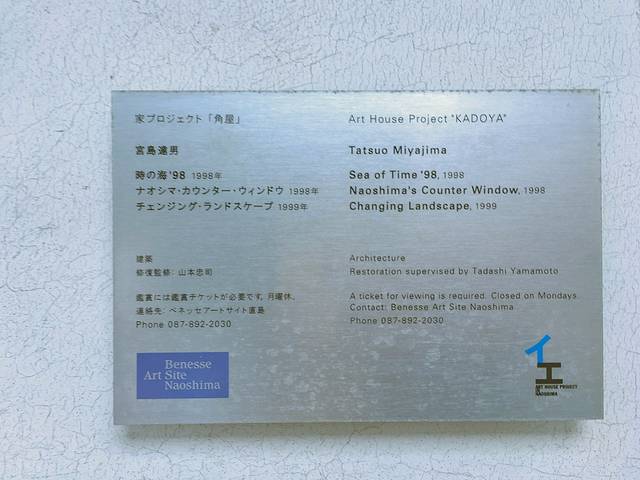 家プロジェクト「角屋」
宮島達男
時の海'98 1998年
ナオシマ・カウンター・ウィンドウ 1998年
チェンジング・ランドスケープ 1999年
建築
修復監修: 山本忠司
鑑賞には鑑賞チケットが必要です。月曜休。
連絡先: ベネッセアートサイト直島
Phone 087-892-2030
Art House Project "KADOYA"
Tatsuo Miyajima
Sea of Time '98, 1998
Naoshima's Counter Window, 1998
Changing Landscape, 1999
Architecture
Restoration supervised by Tadashi Yamamoto
A ticket for viewing is required. Closed on Mondays.
Contact: Benesse Art Site Naoshima
Phone 087-892-2030
Benesse
Art Site
Naoshima
イエ
ART HOUSE PROJECT
IN
NAOSHIMA